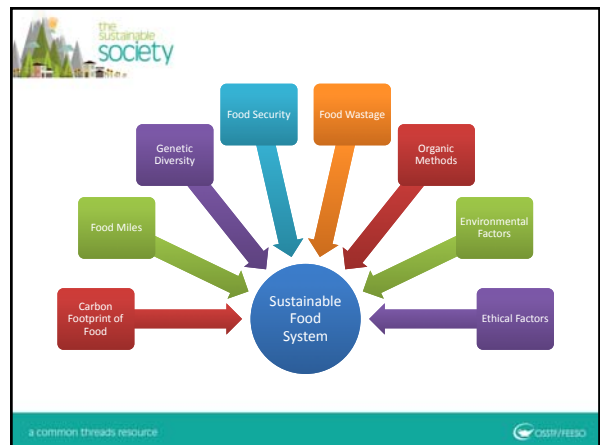 the
sustainable
society
Food Security
Food Wastage
Genetic
Diversity
Organic
Methods
Food Miles
Environmental
Factors
Carbon
Footprint of
Food
Sustainable
Food
System
Ethical Factors
a common threads resource
OSSTF/FEESO